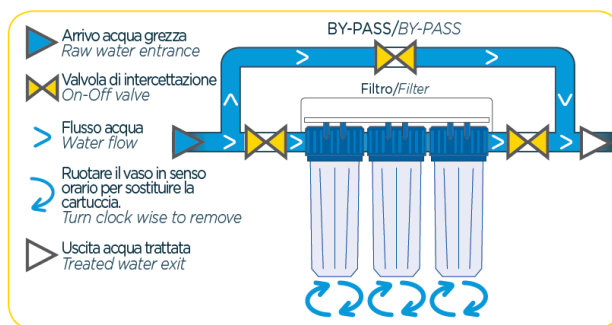 Arrivo acqua grezza
Raw water entrance
Valvola di intercettazione
On-Off valve
Flusso acqua
Water flow
Ruotare il vaso in senso
orario per sostituire la
cartuccia.
Turn clock wise to remove
Uscita acqua trattata
Treated water exit
BY-PASS/BY-PASS
Filtro/Filter